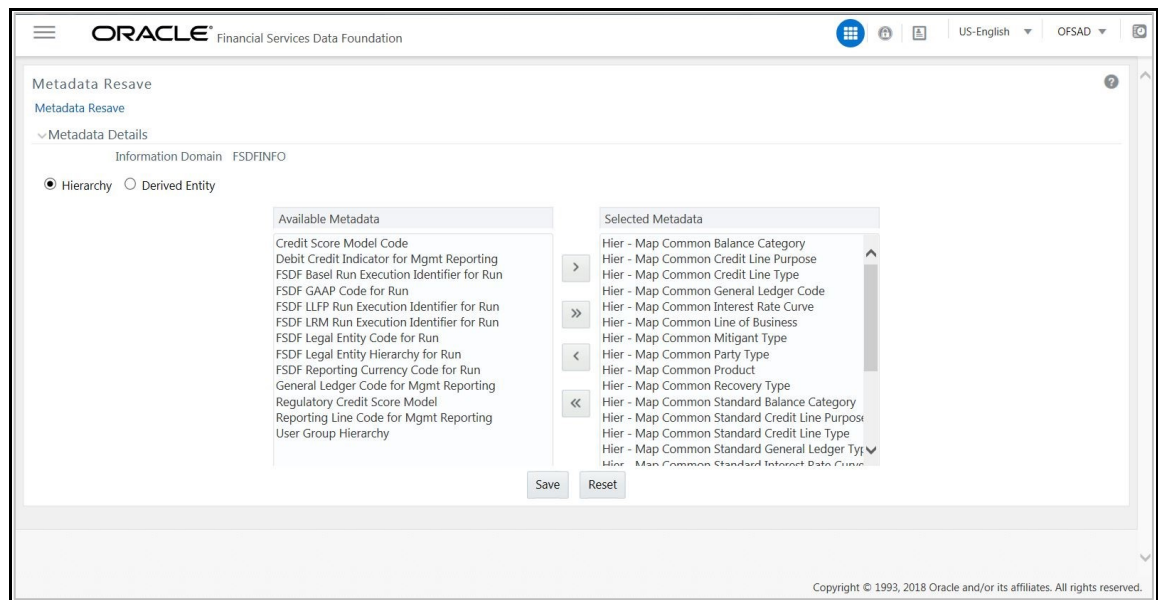 ORACLE® Financial Services Data Foundation
US-English
OFSAD
Metadata Resave
Metadata Resave
Metadata Details
Information Domain FSDFINFO
Hierarchy Derived Entity
Available Metadata
Credit Score Model Code
Debit Credit Indicator for Mgmt Reporting
FSDF Basel Run Execution Identifier for Run
FSDF GAAP Code for Run
FSDF LLFP Run Execution Identifier for Run
FSDF LRM Run Execution Identifier for Run
FSDF Legal Entity Code for Run
FSDF Legal Entity Hierarchy for Run
FSDF Reporting Currency Code for Run
General Ledger Code for Mgmt Reporting
Regulatory Credit Score Model
Reporting Line Code for Mgmt Reporting
User Group Hierarchy
Selected Metadata
Hier - Map Common Balance Category
Hier - Map Common Credit Line Purpose
Hier - Map Common Credit Line Type
Hier - Map Common General Ledger Code
Hier - Map Common Interest Rate Curve
Hier - Map Common Line of Business
Hier - Map Common Mitigant Type
Hier - Map Common Party Type
Hier - Map Common Product
Hier - Map Common Recovery Type
Hier - Map Common Standard Balance Category
Hier - Map Common Standard Credit Line Purpose
Hier - Map Common Standard Credit Line Type
Hier - Map Common Standard General Ledger Typ
Hier - Map Common Standard Interest Rate Curve
Save Reset
Copyright © 1993, 2018 Oracle and/or its affiliates. All rights reserved.